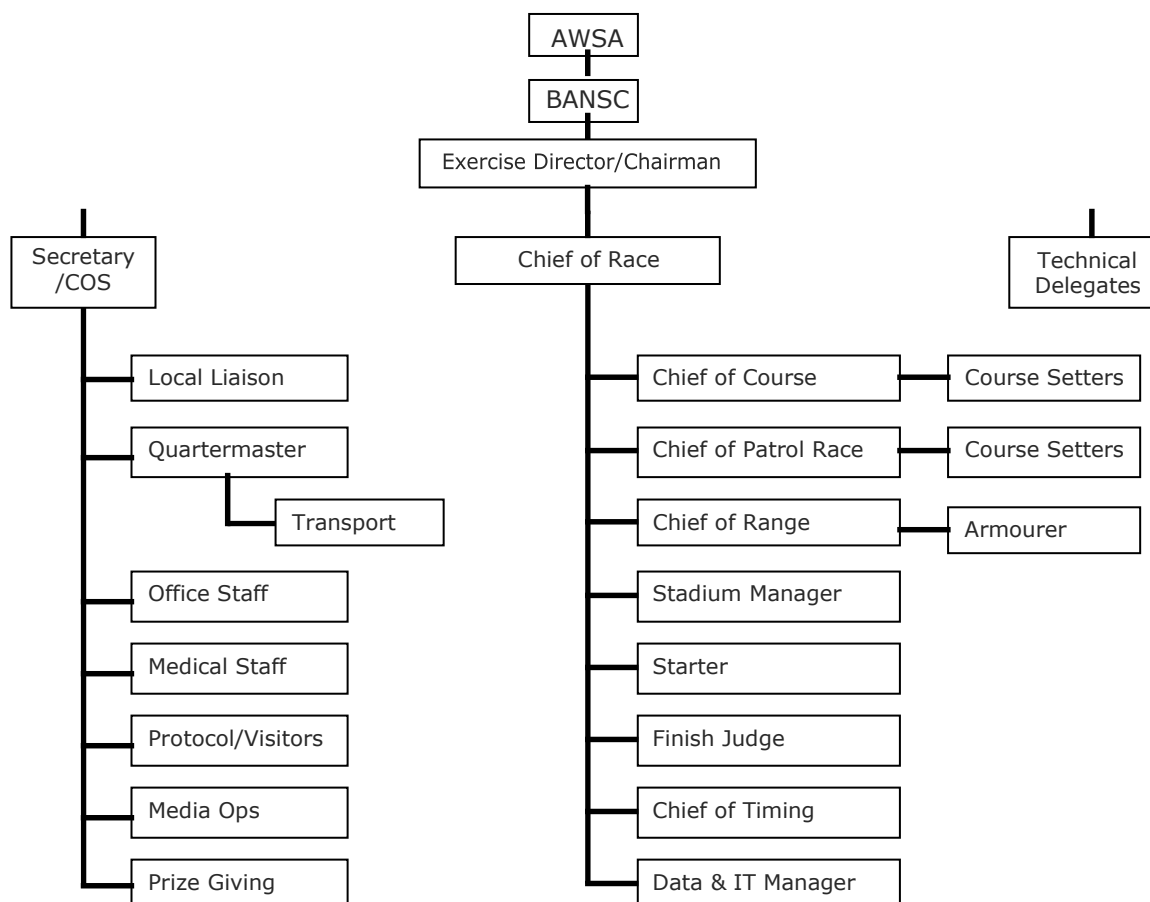 AWSA
BANSC
Exercise Director/Chairman
Secretary
/COS
Chief of Race
Technical
Delegates
Local Liaison
Chief of Course
Course Setters
Quartermaster
Chief of Patrol Race
Course Setters
Transport
Chief of Range
Armourer
Office Staff
Stadium Manager
Medical Staff
Starter
Protocol/Visitors
Finish Judge
Media Ops
Chief of Timing
Prize Giving
Data & IT Manager